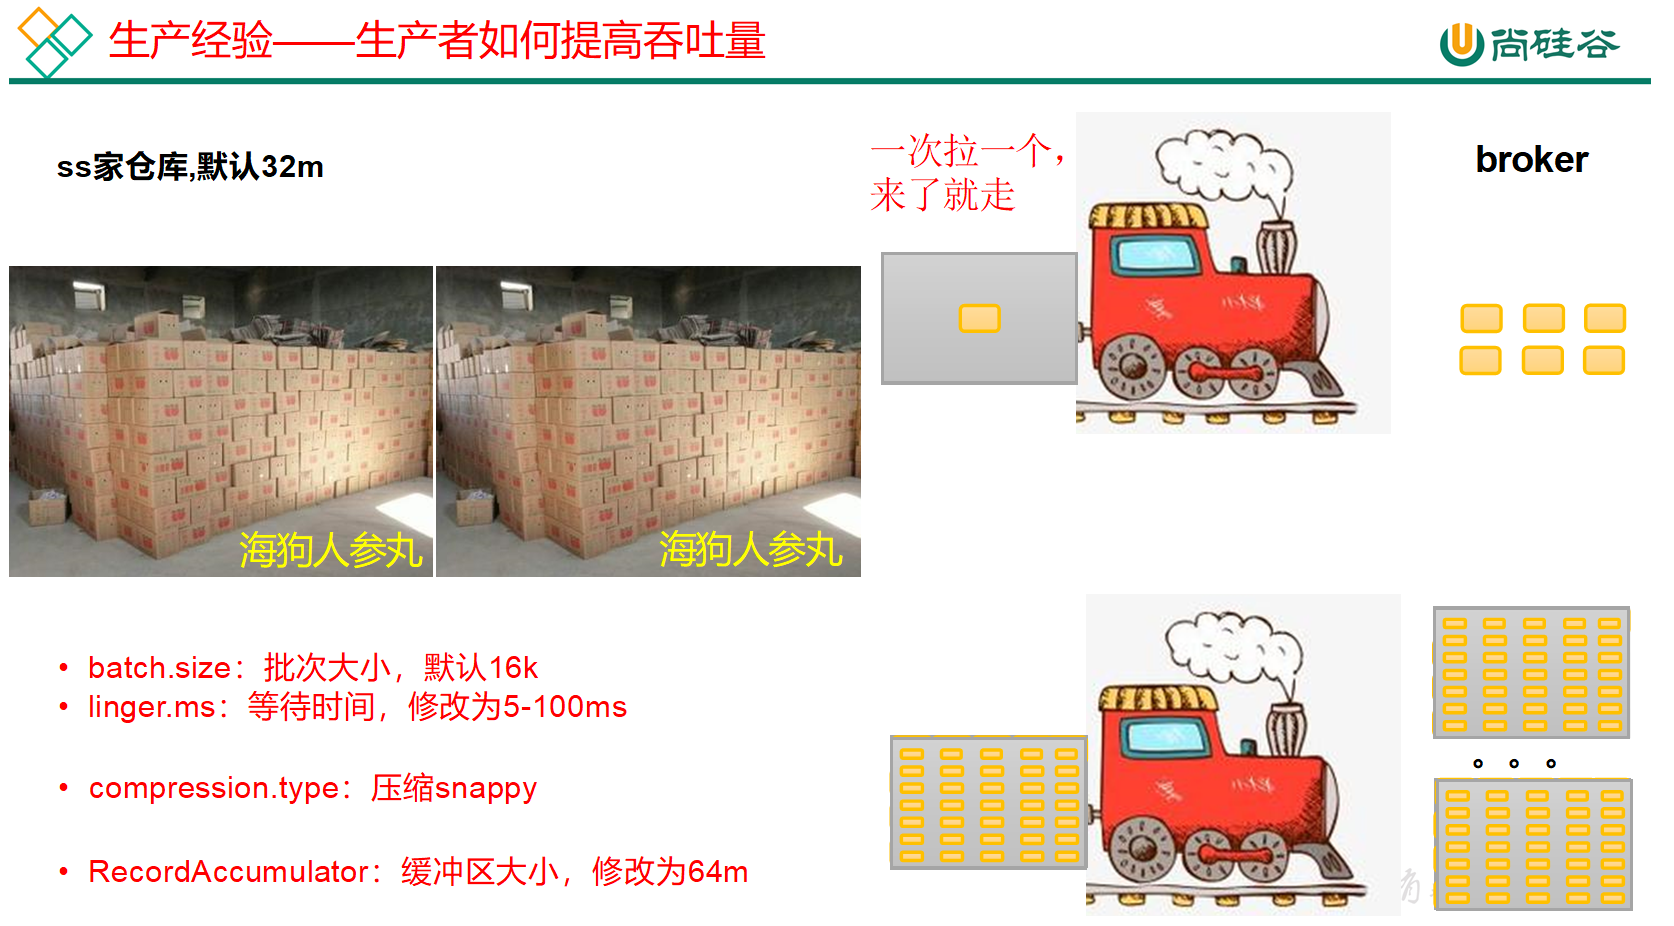 生产经验——生产者如何提高吞吐量
尚硅谷
ss家仓库,默认32m
一次拉一个，
来了就走
broker
海狗人参丸
海狗人参丸
• batch.size：批次大小，默认16k
• linger.ms：等待时间，修改为5-100ms
• compression.type：压缩snappy
• RecordAccumulator：缓冲区大小，修改为64m
。。。